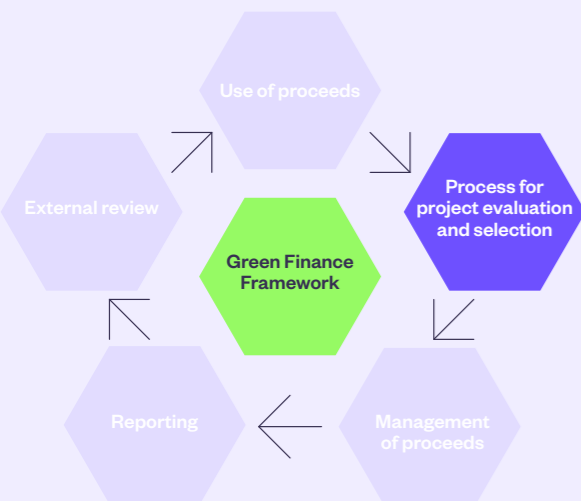 Use of proceeds
Process for
project evaluation
and selection
External review
Green Finance
Framework
Reporting
Management
of proceeds